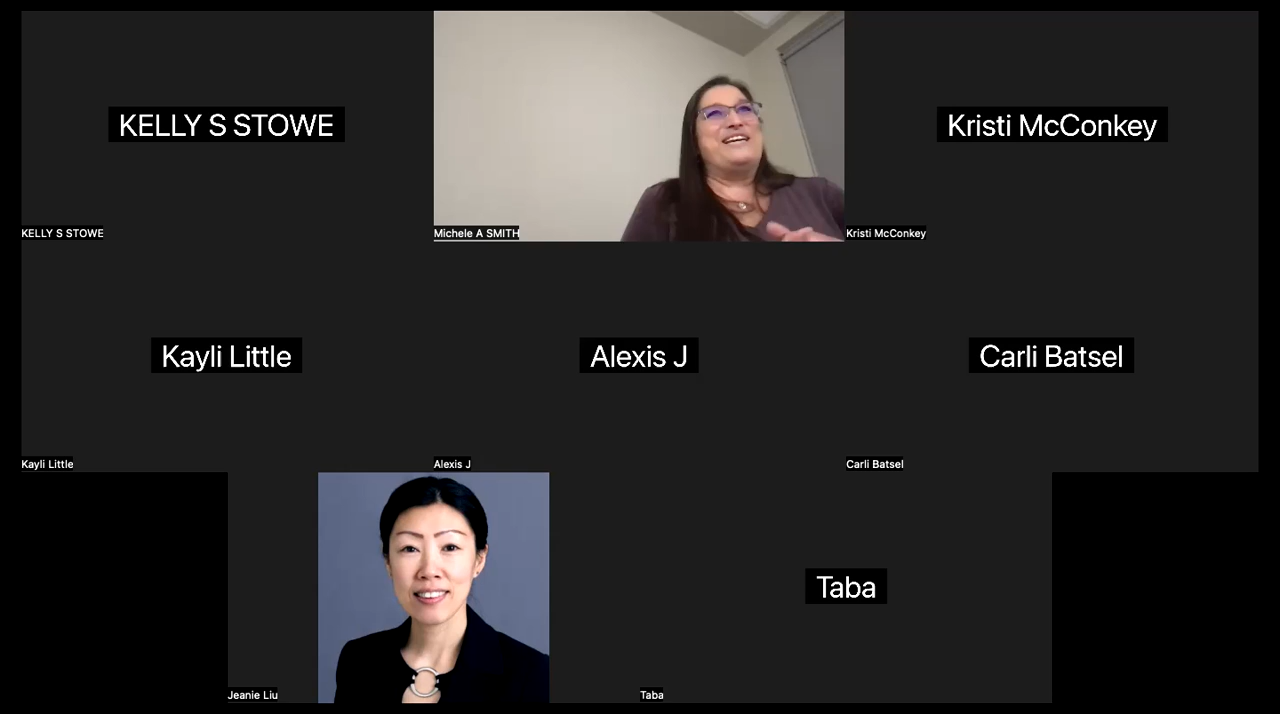 KELLY S STOWE
KELLY S STOWE
Michele A SMITH
Kristi McConkey
Kristi McConkey
Kayli Little
Kayli Little
Alexis J
Alexis J
Carli Batsel
Carli Batsel
Jeanie Liu
Taba
Taba